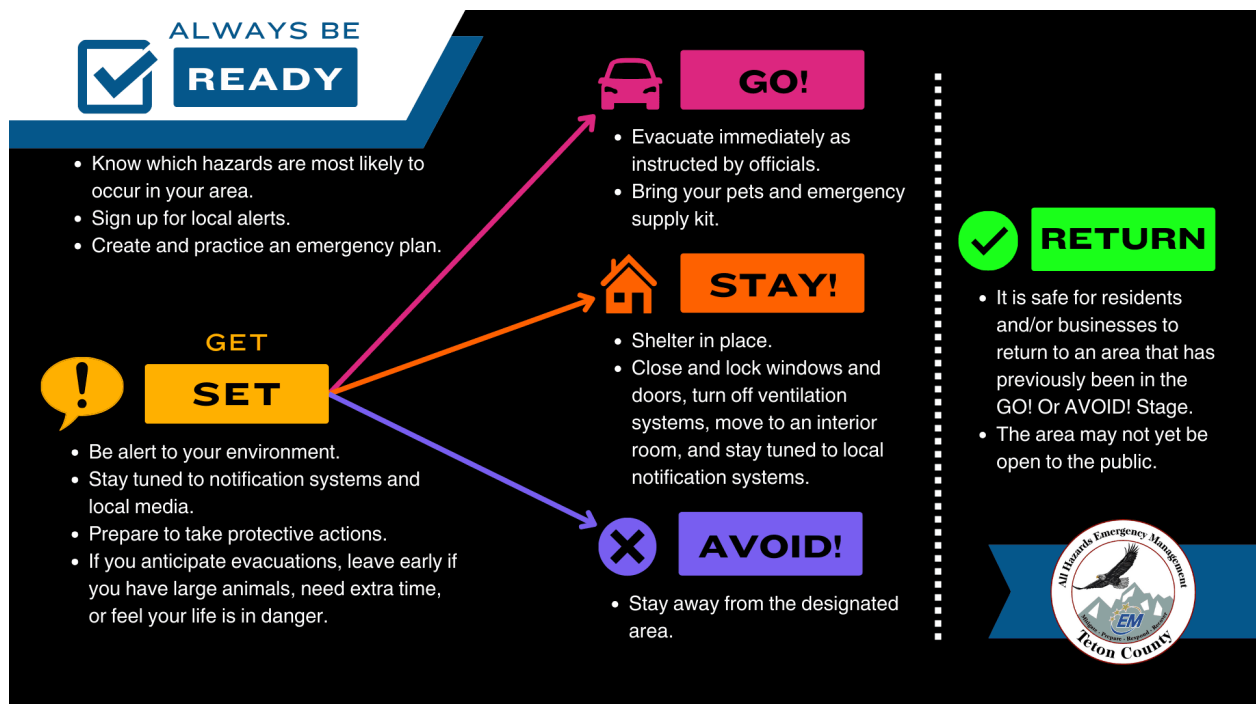 ALWAYS BE
READY
• Know which hazards are most likely to
occur in your area.
• Sign up for local alerts.
• Create and practice an emergency plan.
GET
SET
• Be alert to your environment.
• Stay tuned to notification systems and
local media.
• Prepare to take protective actions.
• If you anticipate evacuations, leave early if
you have large animals, need extra time,
or feel your life is in danger.
GO!
• Evacuate immediately as
instructed by officials.
• Bring your pets and emergency
supply kit.
STAY!
• Shelter in place.
• Close and lock windows and
doors, turn off ventilation
systems, move to an interior
room, and stay tuned to local
notification systems.
AVOID!
• Stay away from the designated
area.
RETURN
• It is safe for residents
and/or businesses to
return to an area that has
previously been in the
GO! Or AVOID! Stage.
• The area may not yet be
open to the public.
All Hazards Emergency Management
EM
Mitigate - Prepare - Respond - Recover
Teton County